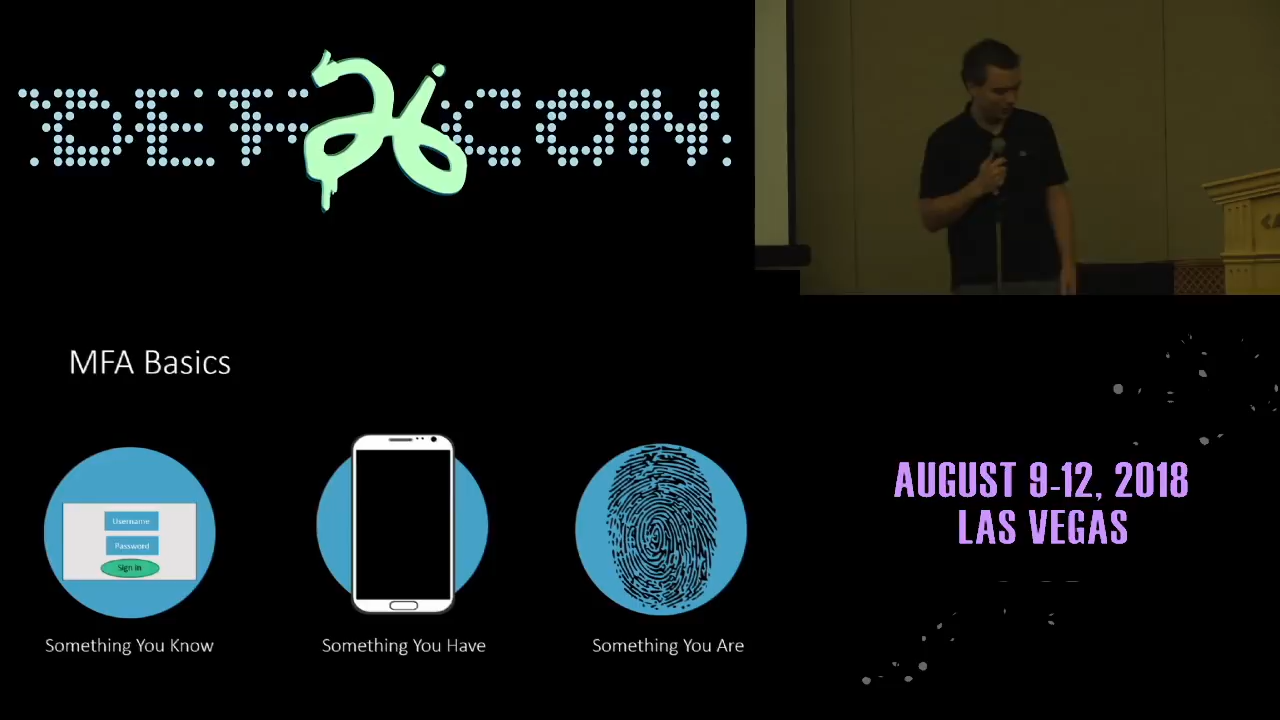 DEF CON
26
MFA Basics
Username
Password
Sign in
Something You Know
Something You Have
Something You Are
AUGUST 9-12, 2018
LAS VEGAS